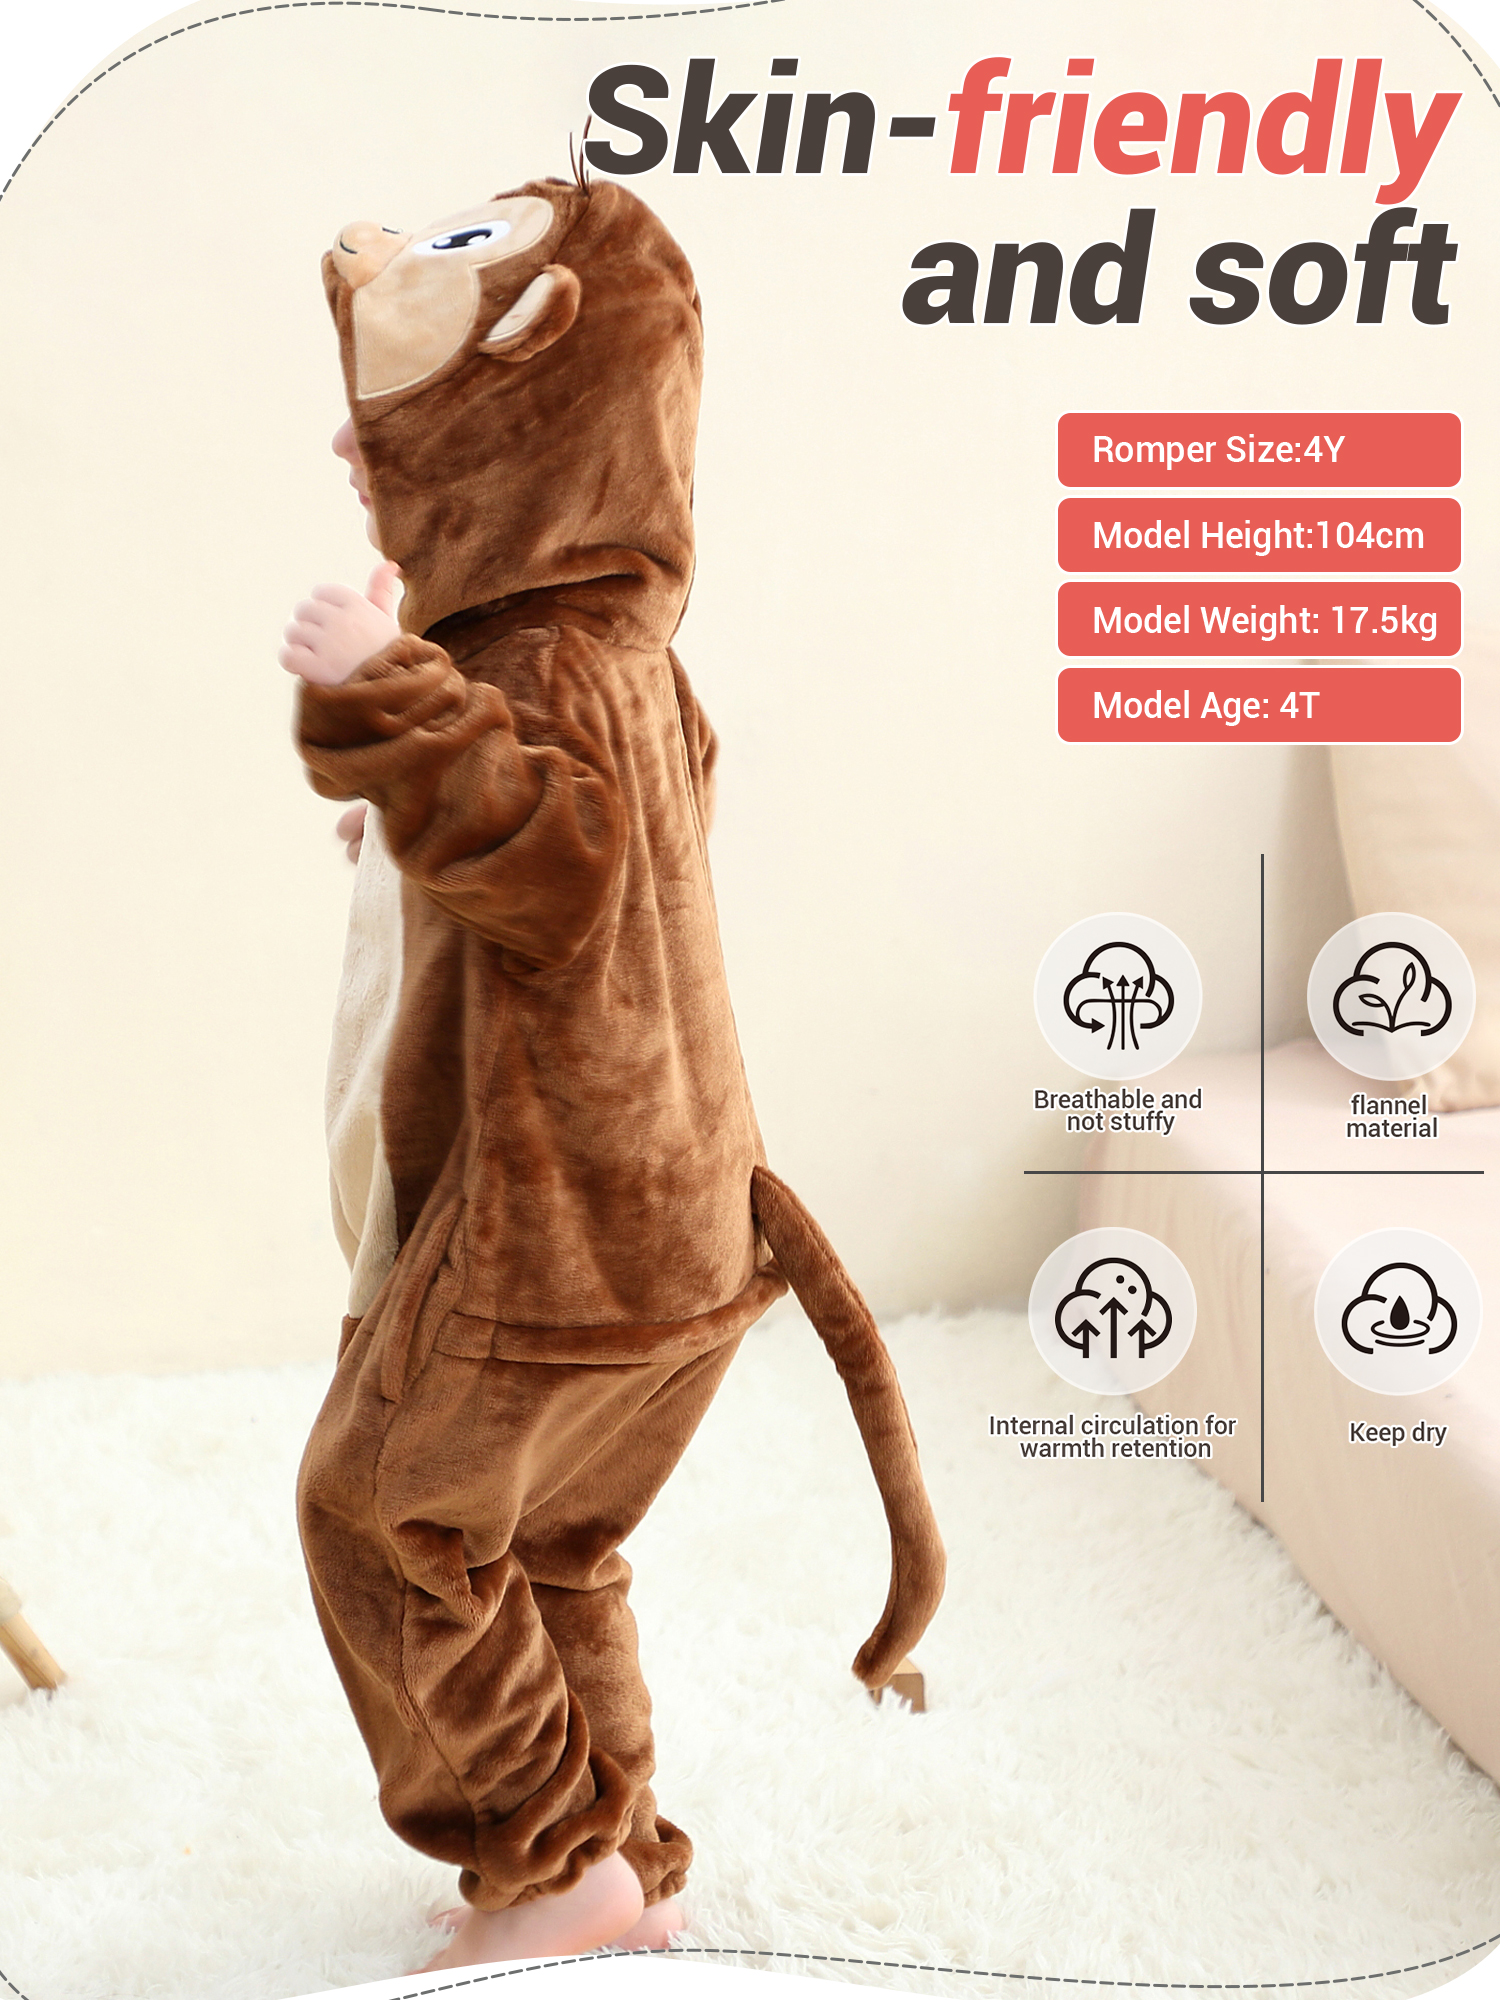 Skin-friendly
and soft
Romper Size:4Y
Model Height:104cm
Model Weight: 17.5kg
Model Age: 4T
Breathable and
not stuffy
flannel
material
Internal circulation for
warmth retention
Keep dry